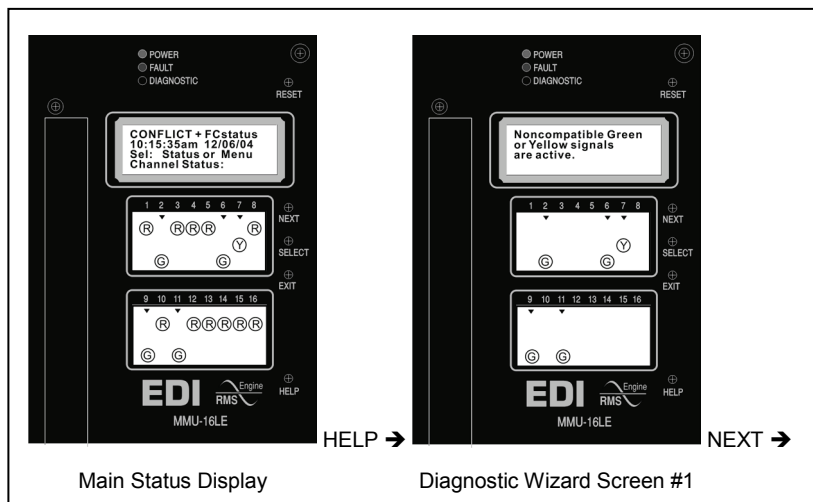 POWER
FAULT
DIAGNOSTIC
RESET
CONFLICT + FCstatus
10:15:35am 12/06/04
Sel: Status or Menu
Channel Status:
1 2 3 4 5 6 7 8
R R R R R
Y
G G
NEXT
SELECT
EXIT
9 10 11 12 13 14 15 16
R R R R R R
G G
EDI
Engine
RMS
HELP
MMU-16LE
HELP ➔
Main Status Display
POWER
FAULT
DIAGNOSTIC
RESET
Noncompatible Green
or Yellow signals
are active.
1 2 3 4 5 6 7 8
Y
G G
NEXT
SELECT
EXIT
9 10 11 12 13 14 15 16
G G
EDI
Engine
RMS
HELP
MMU-16LE
NEXT ➔
Diagnostic Wizard Screen #1